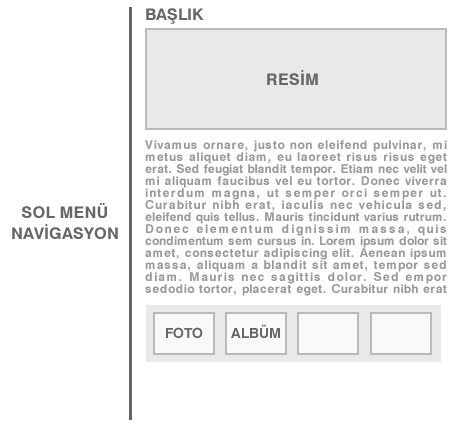 BAŞLIK
RESİM
SOL MENÜ
NAVİGASYON
Vivamus ornare, justo non eleifend pulvinar, mi
metus aliquet diam, eu laoreet risus risus eget
erat. Sed feugiat blandit tempor. Etiam nec velit vel
mi aliquam faucibus vel eu tortor. Donec viverra
interdum magna, ut semper orci semper ut.
Curabitur nibh erat, iaculis nec vehicula sed,
eleifend quis tellus. Mauris tincidunt varius rutrum.
Donec elementum dignissim massa, quis
condimentum sem cursus in. Lorem ipsum dolor sit
amet, consectetur adipiscing elit. Aenean ipsum
massa, aliquam a blandit sit amet, tempor sed
diam. Mauris nec sagittis dolor. Sed empor
sedodio tortor, placerat eget. Curabitur nibh erat
FOTO
ALBÜM